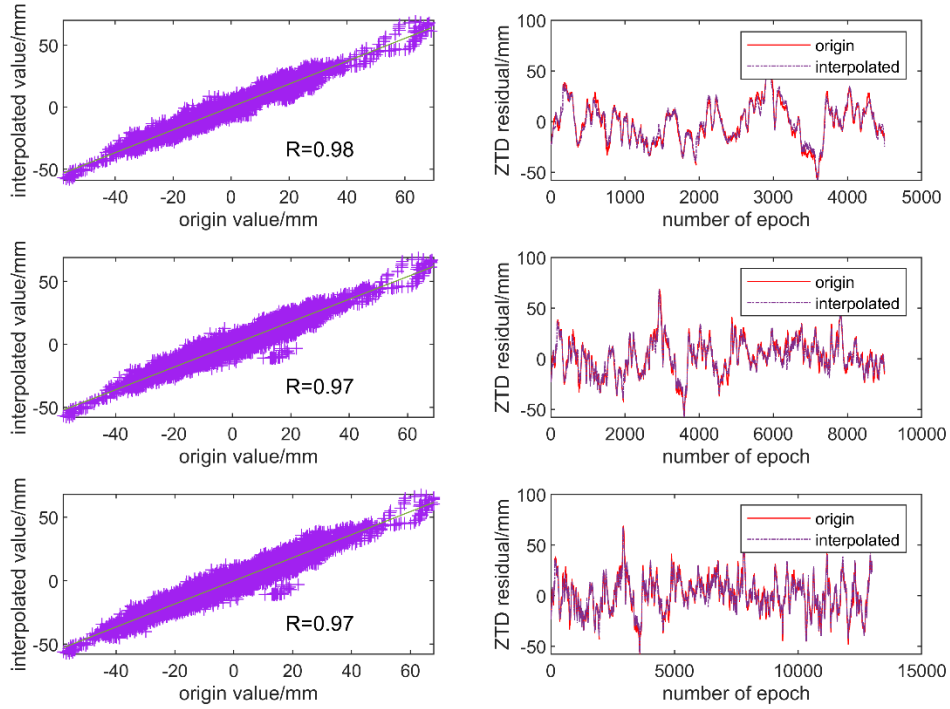 interpolated value/mm
50
0
-50
R=0.98
-40 -20 0 20 40 60
origin value/mm
ZTD residual/mm
100
50
0
-50
origin
interpolated
0 1000 2000 3000 4000 5000
number of epoch
interpolated value/mm
50
0
-50
R=0.97
-40 -20 0 20 40 60
origin value/mm
ZTD residual/mm
100
50
0
-50
origin
interpolated
0 2000 4000 6000 8000 10000
number of epoch
interpolated value/mm
50
0
-50
R=0.97
-40 -20 0 20 40 60
origin value/mm
ZTD residual/mm
100
50
0
-50
origin
interpolated
0 5000 10000 15000
number of epoch